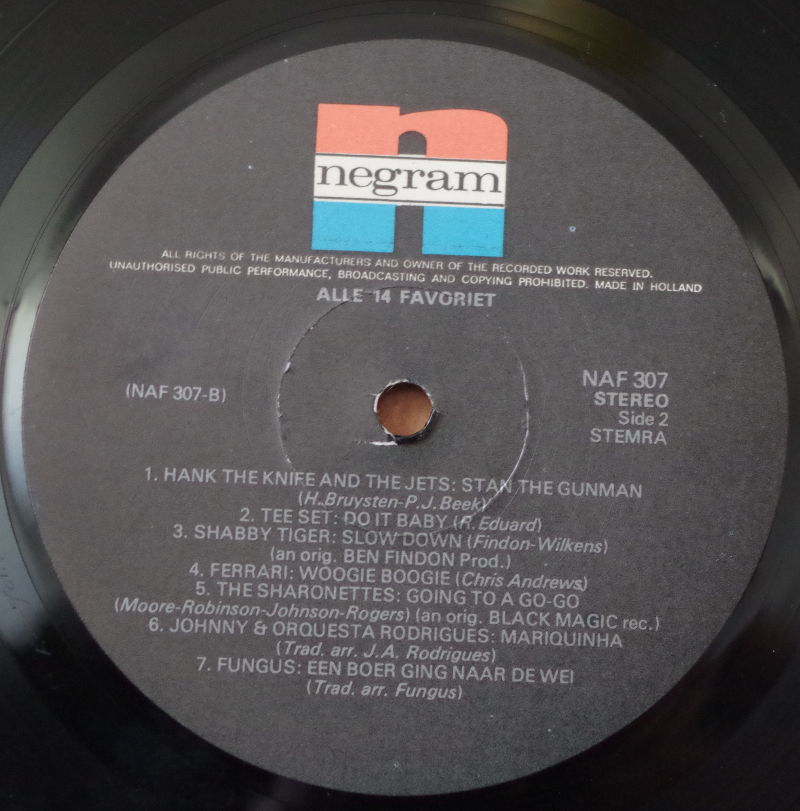 negram
ALL RIGHTS OF THE MANUFACTURERS AND OWNER OF THE RECORDED WORK RESERVED.
UNAUTHORISED PUBLIC PERFORMANCE, BROADCASTING AND COPYING PROHIBITED. MADE IN HOLLAND
ALLE 14 FAVORIET
(NAF 307-B)
NAF 307
STEREO
Side 2
STEMRA
1. HANK THE KNIFE AND THE JETS: STAN THE GUNMAN
(H. Bruysten-P.J. Beek)
2. TEE SET: DO IT BABY (R. Eduard)
3. SHABBY TIGER: SLOW DOWN (Findon-Wilkens)
(an orig. BEN FINDON Prod.)
4. FERRARI: WOOGIE BOOGIE (Chris Andrews)
5. THE SHARONETTES: GOING TO A GO-GO
(Moore-Robinson-Johnson-Rogers) (an orig. BLACK MAGIC rec.)
6. JOHNNY & ORQUESTA RODRIGUES: MARIQUINHA
(Trad. arr. J.A. Rodrigues)
7. FUNGUS: EEN BOER GING NAAR DE WEI
(Trad. arr. Fungus)